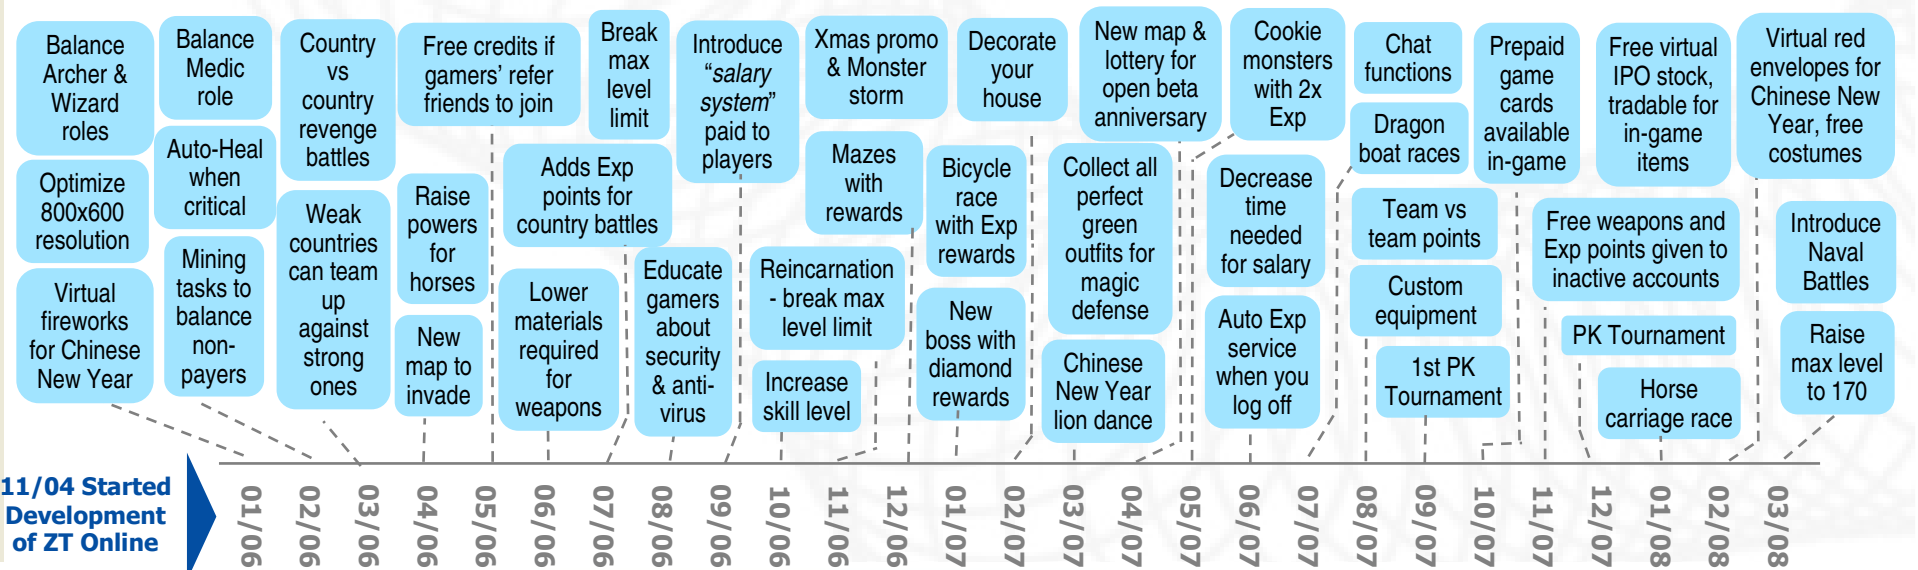 Balance
Archer &
Wizard
roles
Optimize
800x600
resolution
Virtual
fireworks
for Chinese
New Year
Balance
Medic
role
Auto-Heal
when
critical
Mining
tasks to
balance
non-
payers
Country
vs
country
revenge
battles
Weak
countries
can team
up
against
strong
ones
Free credits if
gamers' refer
friends to join
Raise
powers
for
horses
New
map to
invade
Adds Exp
points for
country battles
Lower
materials
required
for
weapons
Break
max
level
limit
Educate
gamers
about
security
& anti-
virus
Introduce
“salary
system”
paid to
players
Reincarnation
- break max
level limit
Increase
skill level
Xmas promo
& Monster
storm
Mazes
with
rewards
Decorate
your
house
Bicycle
race
with Exp
rewards
New
boss with
diamond
rewards
New map &
lottery for
open beta
anniversary
Collect all
perfect
green
outfits for
magic
defense
Chinese
New Year
lion dance
Cookie
monsters
with 2x
Exp
Decrease
time
needed
for salary
Auto Exp
service
when you
log off
Chat
functions
Dragon
boat races
Team vs
team points
Custom
equipment
1st PK
Tournament
Prepaid
game
cards
available
in-game
Free virtual
IPO stock,
tradable for
in-game
items
Free weapons and
Exp points given to
inactive accounts
PK Tournament
Horse
carriage race
Virtual red
envelopes for
Chinese New
Year, free
costumes
Introduce
Naval
Battles
Raise
max level
to 170
11/04 Started
Development
of ZT Online
01/06
02/06
03/06
04/06
05/06
06/06
07/06
08/06
09/06
10/06
11/06
12/06
01/07
02/07
03/07
04/07
05/07
06/07
07/07
08/07
09/07
10/07
11/07
12/07
01/08
02/08
03/08